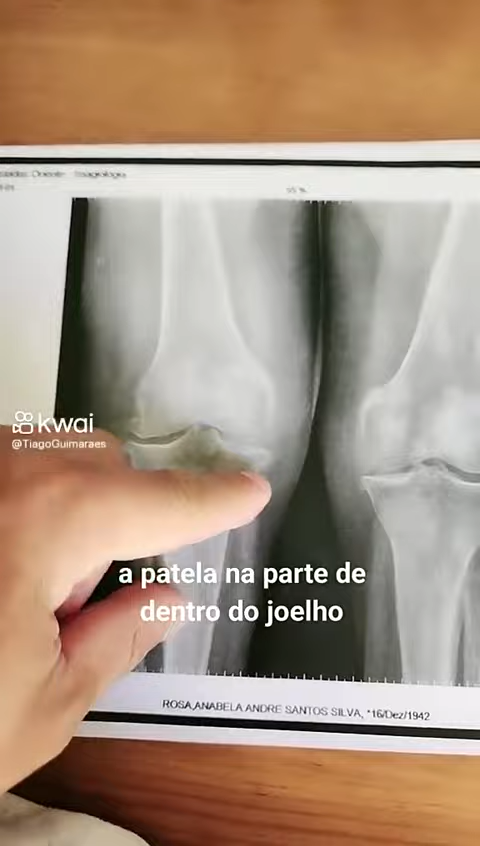 kwai
@TiagoGuimaraes
a patela na parte de
dentro do joelho
ROSA,ANABELA ANDRE SANTOS SILVA, *16/Dez/1942